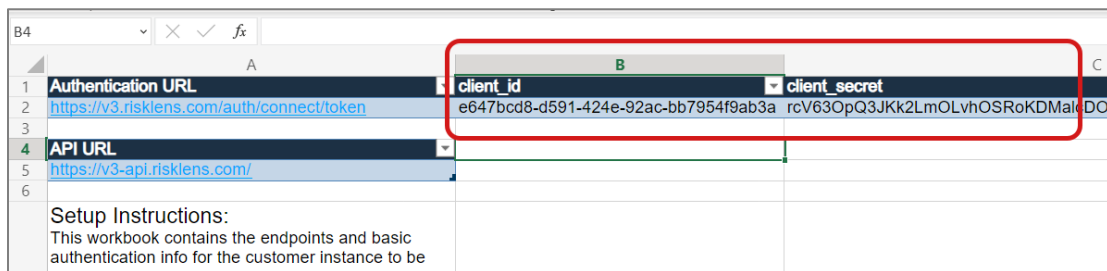 B4 fx
A B C
1 Authentication URL client_id client_secret
2 https://v3.risklens.com/auth/connect/token e647bcd8-d591-424e-92ac-bb7954f9ab3a rcV63OpQ3JKk2LmOLvhOSRoKDMalcDO
3
4 API URL
5 https://v3-api.risklens.com/
6
Setup Instructions:
This workbook contains the endpoints and basic
authentication info for the customer instance to be